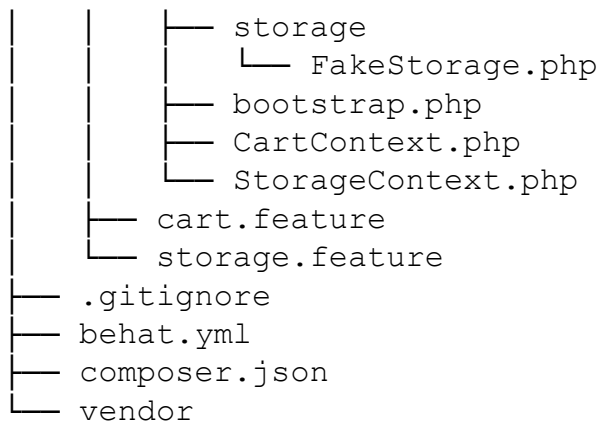 │   │   ├── storage
│   │   │   └── FakeStorage.php
│   │   ├── bootstrap.php
│   │   ├── CartContext.php
│   │   └── StorageContext.php
│   ├── cart.feature
│   └── storage.feature
├── .gitignore
├── behat.yml
├── composer.json
└── vendor